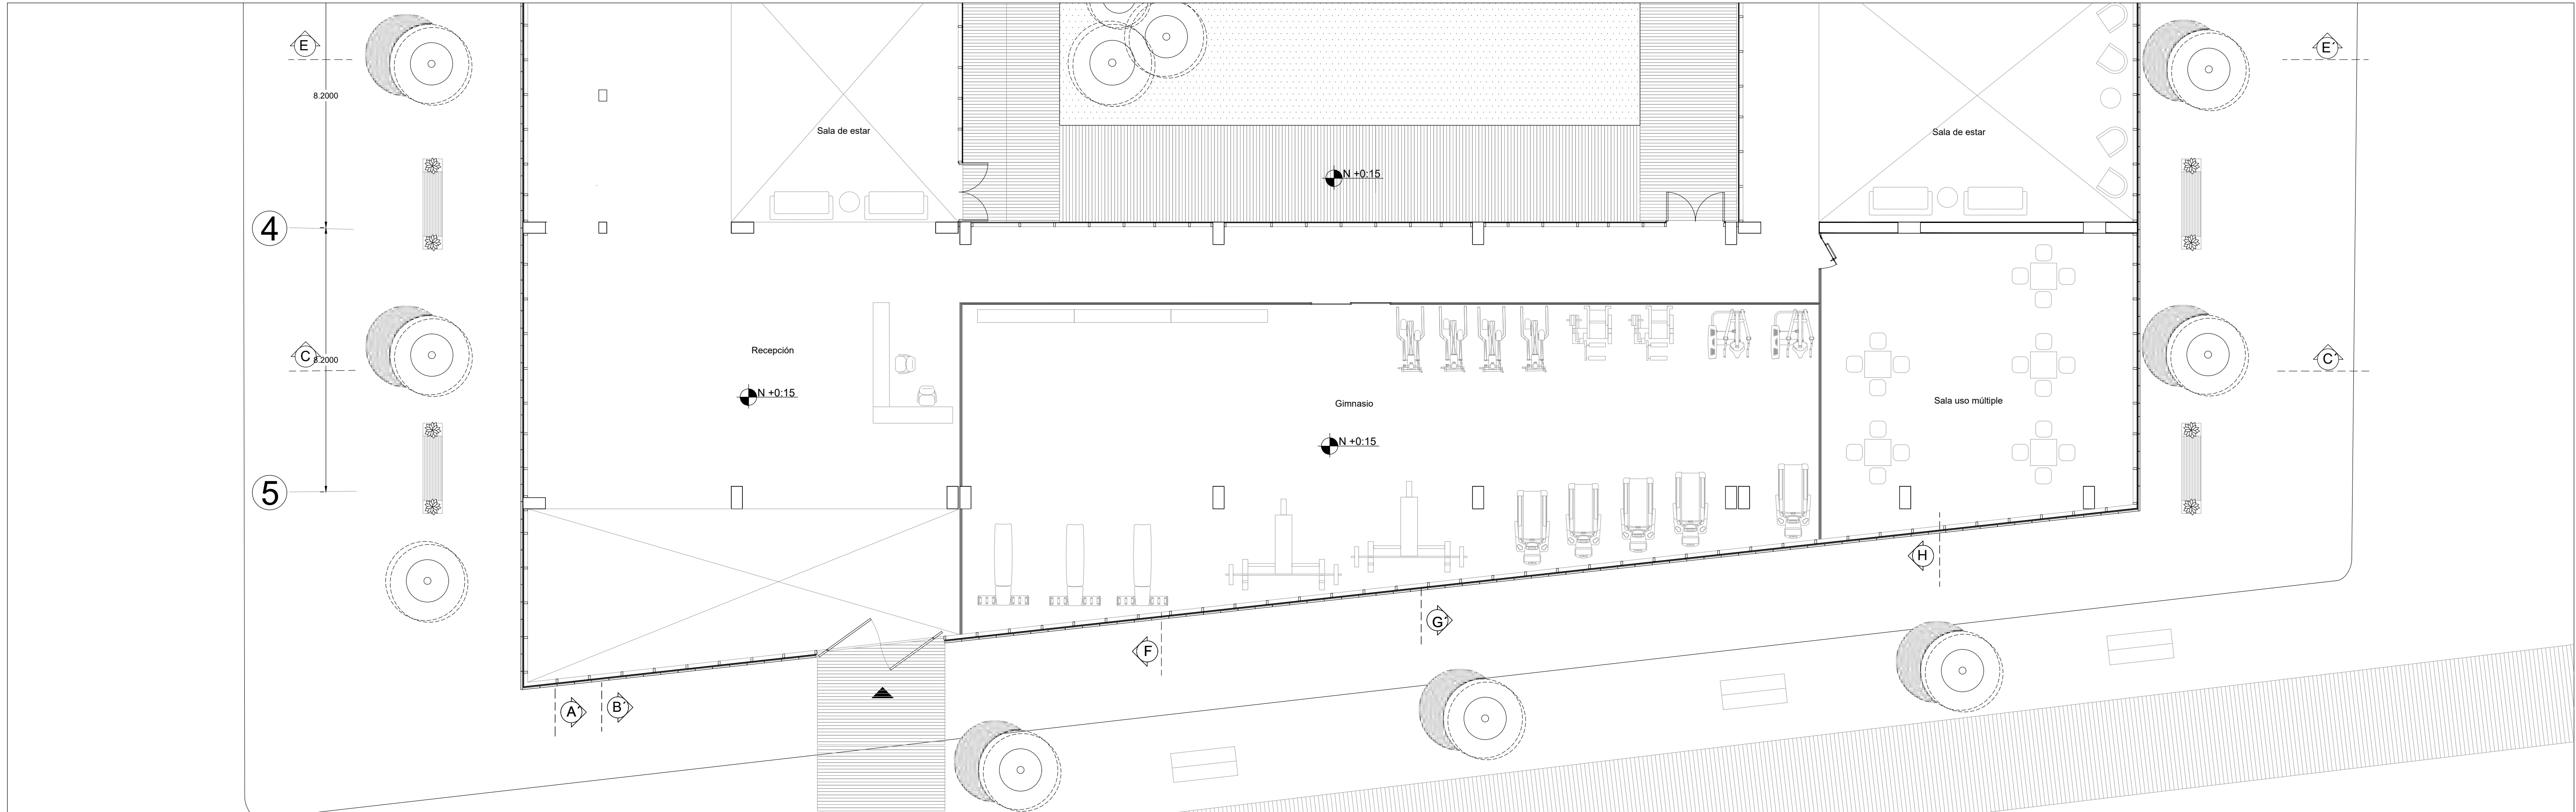 E
E´
8.2000
Sala de estar
Sala de estar
N +0:15
4
C
8.2000
Recepción
C´
N +0:15
Gimnasio
Sala uso múltiple
N +0:15
5
H
G´
F
A´
B´